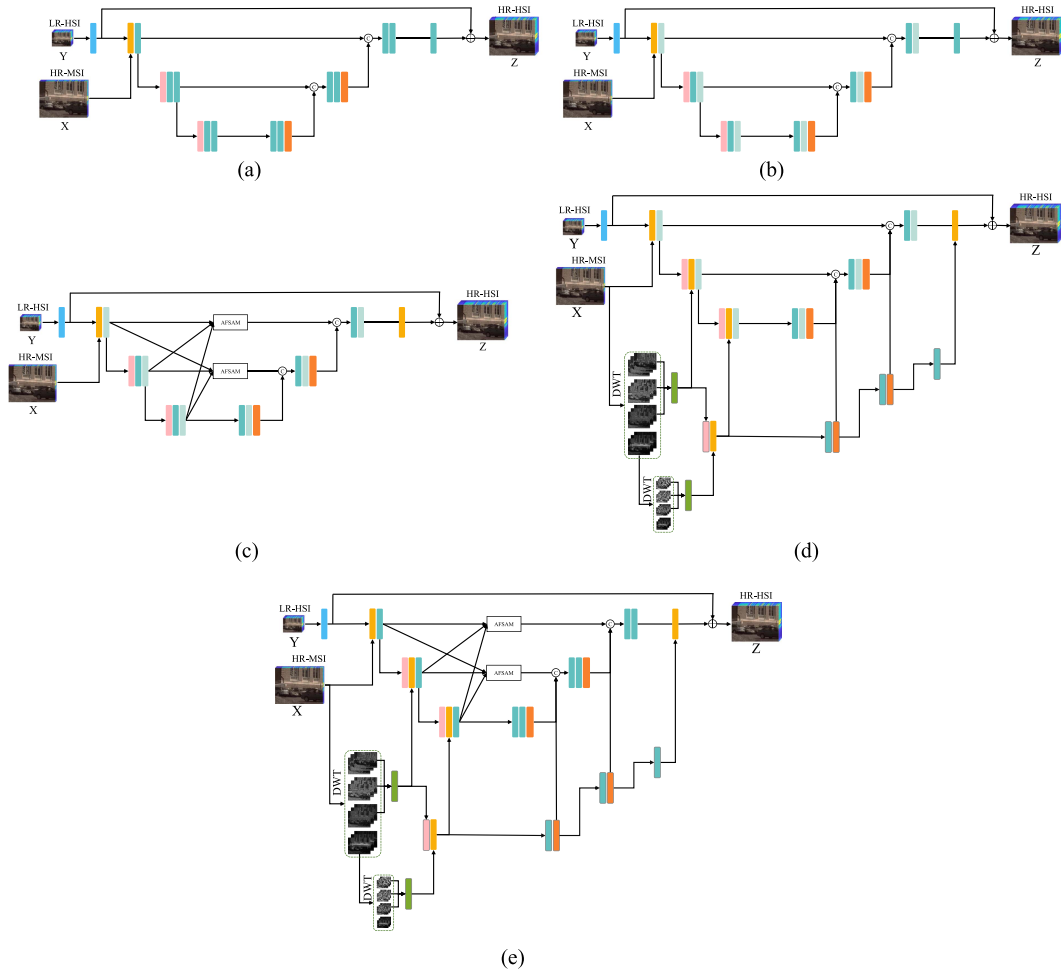 LR-HSI
Y
HR-MSI
X
C
C
HR-HSI
Z
(a)
LR-HSI
Y
HR-MSI
X
C
C
HR-HSI
Z
(b)
LR-HSI
Y
HR-MSI
X
AFSAM
AFSAM
C
C
HR-HSI
Z
(c)
LR-HSI
Y
HR-MSI
X
DWT
DWT
C
C
HR-HSI
Z
(d)
LR-HSI
Y
HR-MSI
X
DWT
DWT
AFSAM
AFSAM
C
C
HR-HSI
Z
(e)